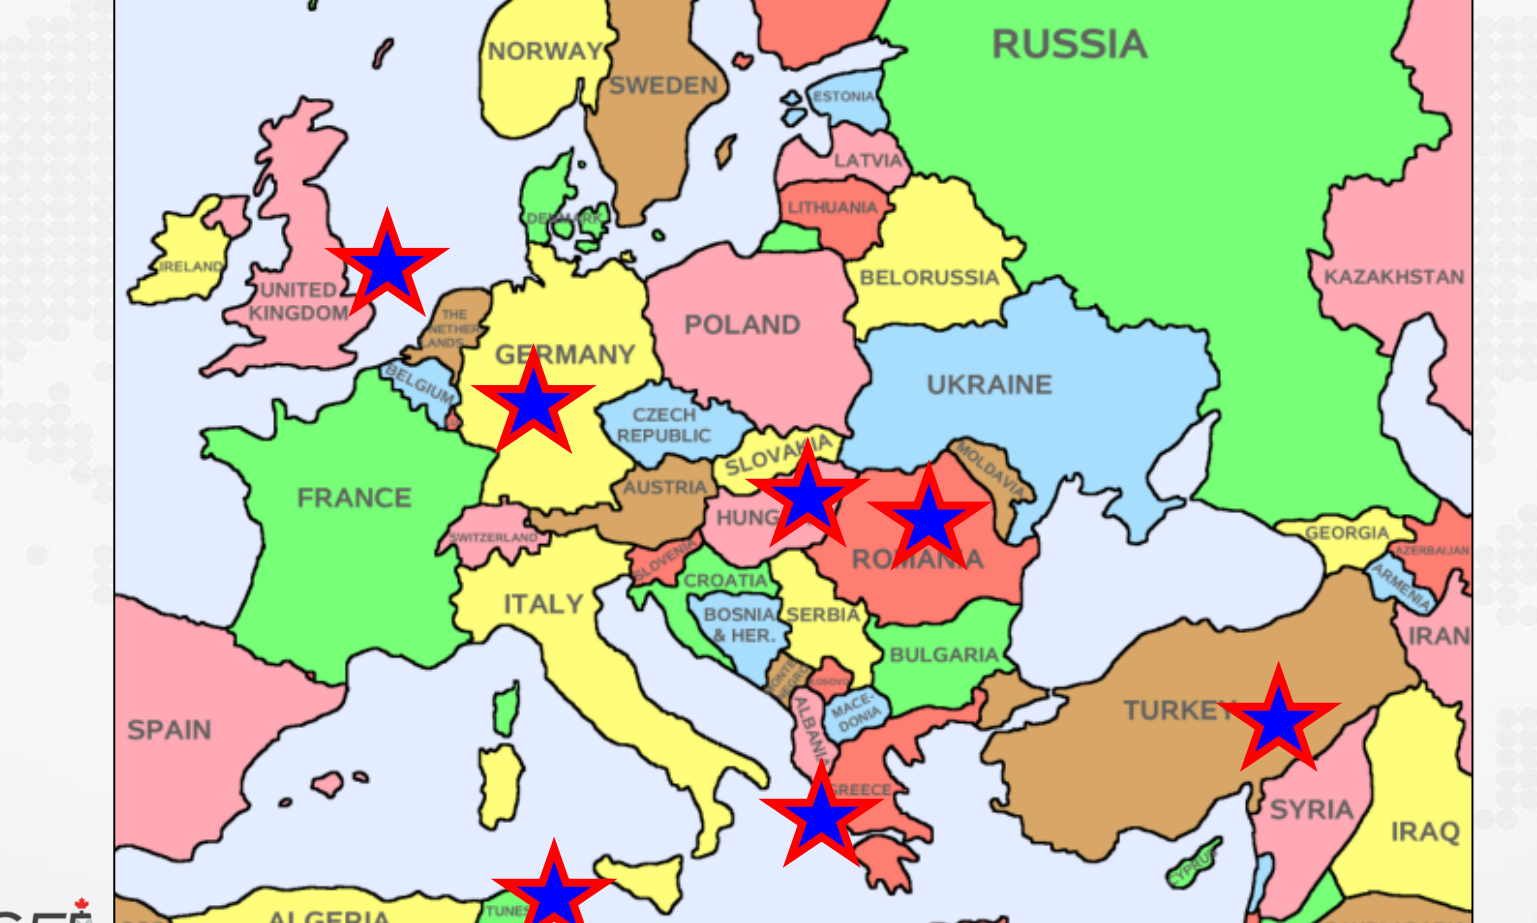 NORWAY
SWEDEN
RUSSIA
ESTONIA
LATVIA
LITHUANIA
DENMARK
IRELAND
UNITED
KINGDOM
THE
NETHER
LANDS
BELGIUM
GERMANY
POLAND
BELORUSSIA
KAZAKHSTAN
UKRAINE
CZECH
REPUBLIC
SLOVAKIA
MOLDAVIA
FRANCE
AUSTRIA
SWITZERLAND
HUNG
ROMANIA
SLOVENIA
CROATIA
ITALY
BOSNIA
& HER.
SERBIA
MONTE
NEGRO
KOSOVO
BULGARIA
MACE-
DONIA
ALBANIA
GREECE
GEORGIA
AZERBAIJAN
ARMENIA
IRAN
TURKEY
SYRIA
IRAQ
CYPRUS
SPAIN
ALGERIA
TUNES